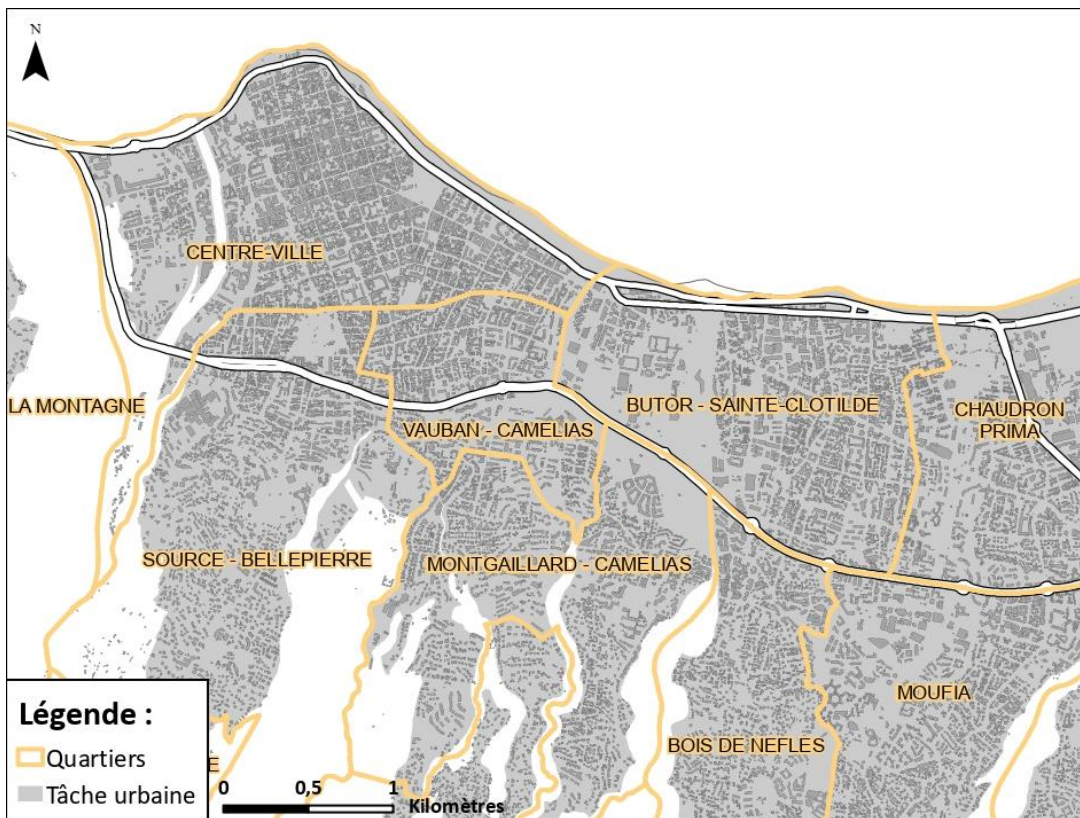 N
CENTRE-VILLE
LA MONTAGNE
BUTOR - SAINTE-CLOTILDE
CHAUDRON
PRIMA
VAUBAN - CAMELIAS
SOURCE - BELLEPIERRE
MONTGAILLARD - CAMELIAS
MOUFIA
BOIS DE NEFLES
E
Légende :
Quartiers
Tâche urbaine
0 0,5 1
Kilomètres